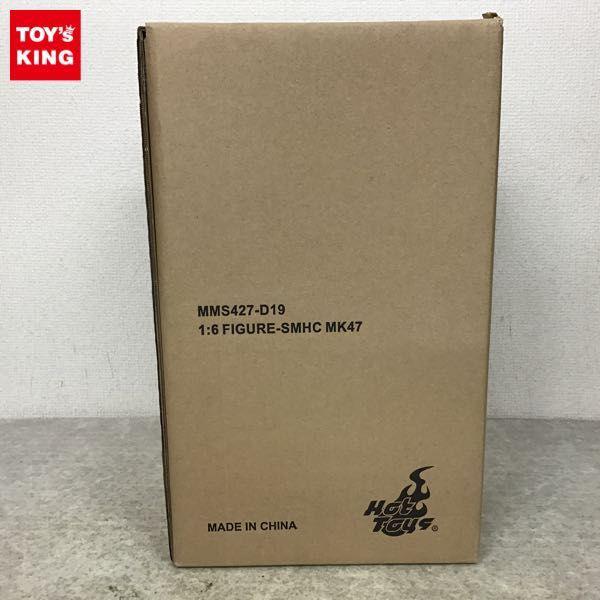 TOY'S
KING
MMS427-D19
1:6 FIGURE-SMHC MK47
MADE IN CHINA
Hot
Toys®